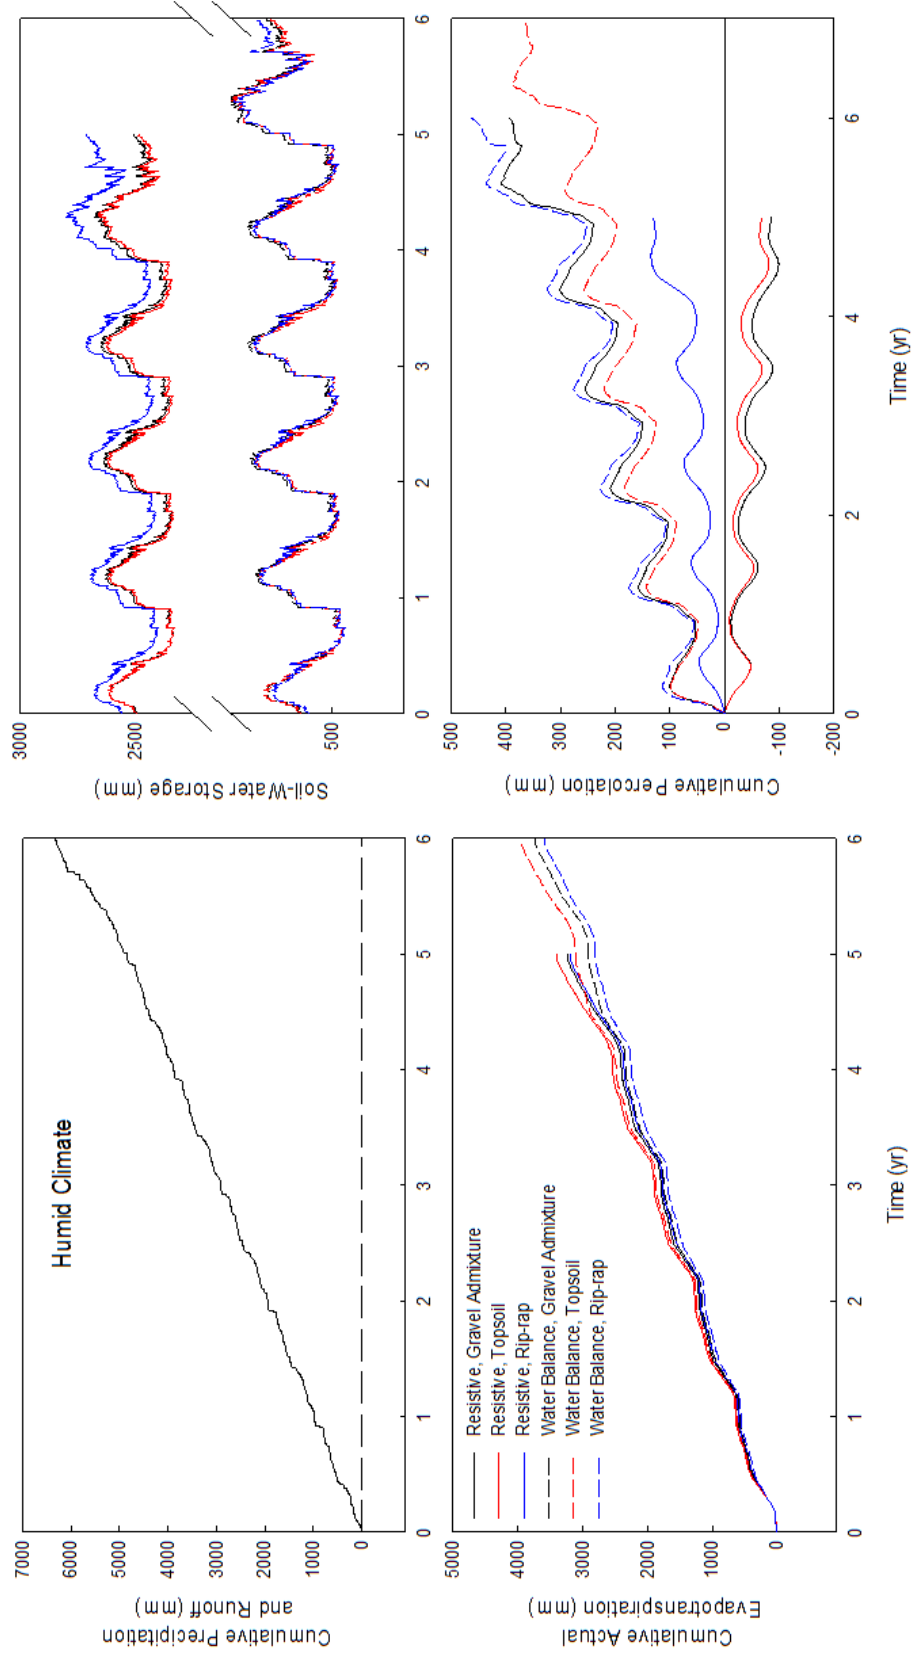 Humid Climate
Cumulative Precipitation
and Runoff (mm)
7000
6000
5000
4000
3000
2000
1000
0
0 1 2 3 4 5 6
Soil-Water Storage (mm)
3000
2500
500
0 1 2 3 4 5 6
Cumulative Actual
Evapotranspiration (mm)
5000
4000
3000
2000
1000
0
Resistive, Gravel Admixture
Resistive, Topsoil
Resistive, Rip-rap
Water Balance, Gravel Admixture
Water Balance, Topsoil
Water Balance, Rip-rap
0 1 2 3 4 5 6
Time (yr)
Cumulative Percolation (mm)
500
400
300
200
100
0
-100
-200
0 2 4 6
Time (yr)